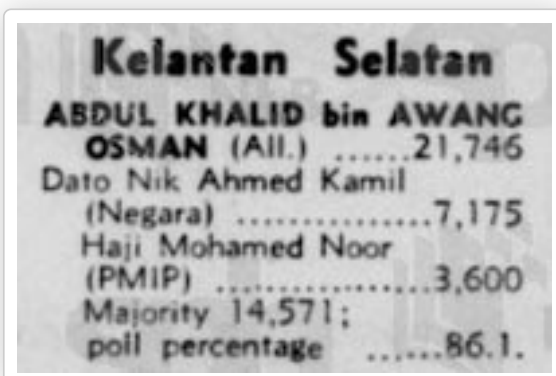 Kelantan Selatan
ABDUL KHALID bin AWANG
OSMAN (All.) ......21,746
Dato Nik Ahmed Kamil
(Negara) ...............7,175
Haji Mohamed Noor
(PMIP) .................3,600
Majority 14,571;
poll percentage ......86.1.